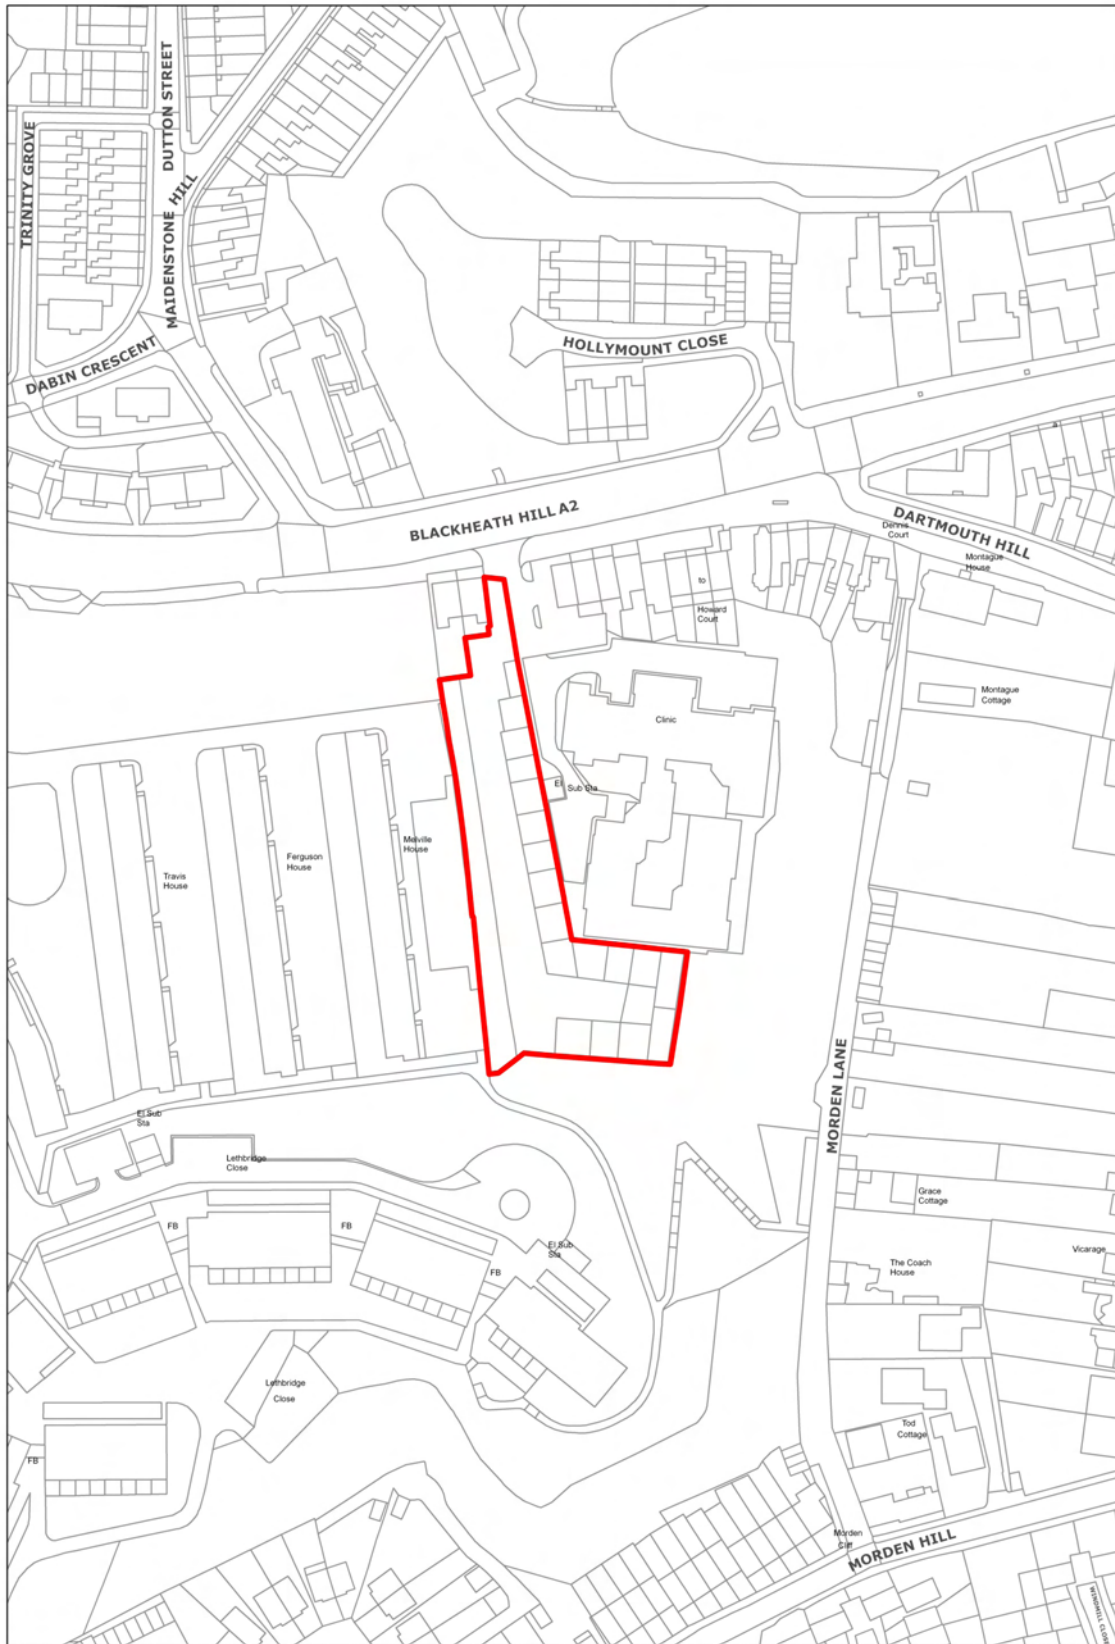 DUTTON STREET
TRINITY GROVE
MAIDENSTONE HILL
DABIN CRESCENT
HOLLYMOUNT CLOSE
BLACKHEATH HILL A2
DARTMOUTH HILL
Dennis
Court
Montague
House
to
Howard
Court
Montague
Cottage
Clinic
El
Sub Sta
Melville
House
Ferguson
House
Travis
House
MORDEN LANE
El Sub
Sta
Lethbridge
Close
Grace
Cottage
FB
FB
El Sub
Sta
FB
Vicarage
The Coach
House
Lethbridge
Close
Tod
Cottage
FB
Morden
Cliff
MORDEN HILL